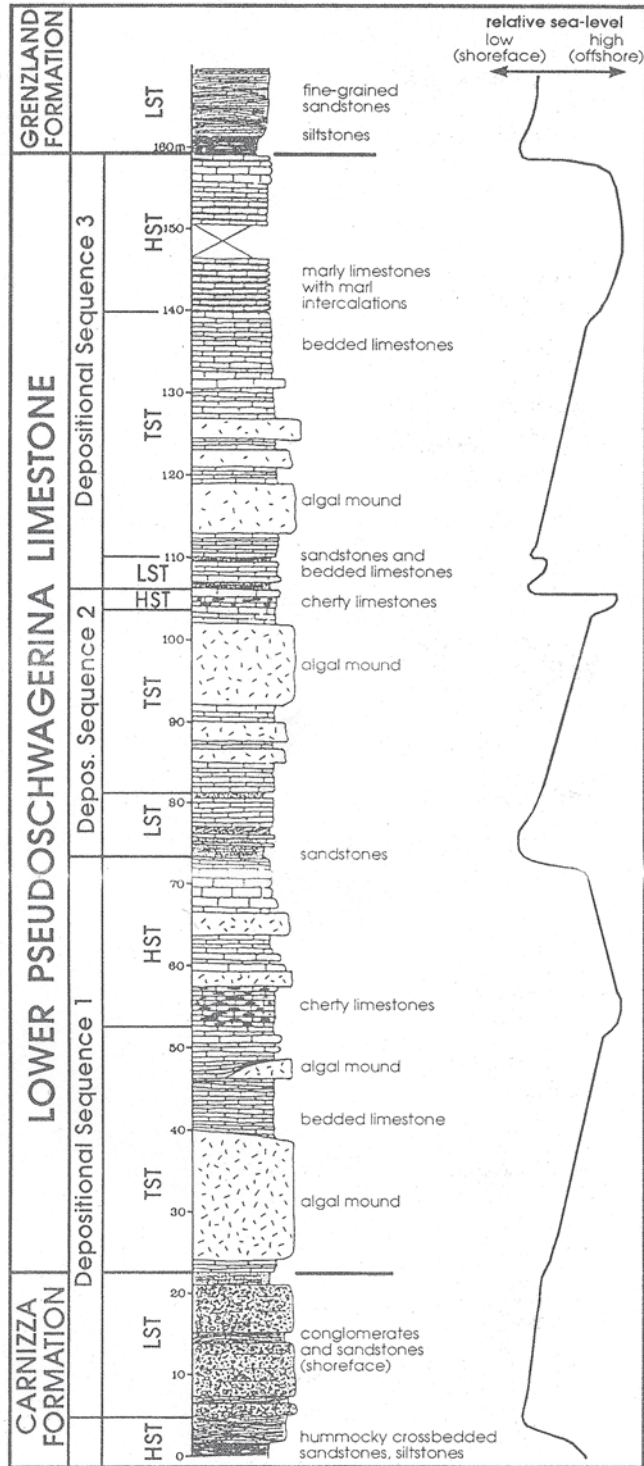 relative sea-level
low high
(shoreface) (offshore)
GRENZLAND
FORMATION
LST
fine-grained
sandstones
siltstones
160m
LOWER PSEUDOSCHWAGERINA LIMESTONE
Depositional Sequence 3
HST
150
marly limestones
with marl
intercalations
140
bedded limestones
TST
130
120
algal mound
110
sandstones and
bedded limestones
LST
Depos. Sequence 2
HST
cherty limestones
100
algal mound
TST
90
80
LST
sandstones
Depositional Sequence 1
70
HST
60
cherty limestones
50
algal mound
bedded limestone
40
TST
algal mound
30
CARNIZZA
FORMATION
20
LST
conglomerates
and sandstones
(shoreface)
10
HST
hummocky crossbedded
sandstones, siltstones
0